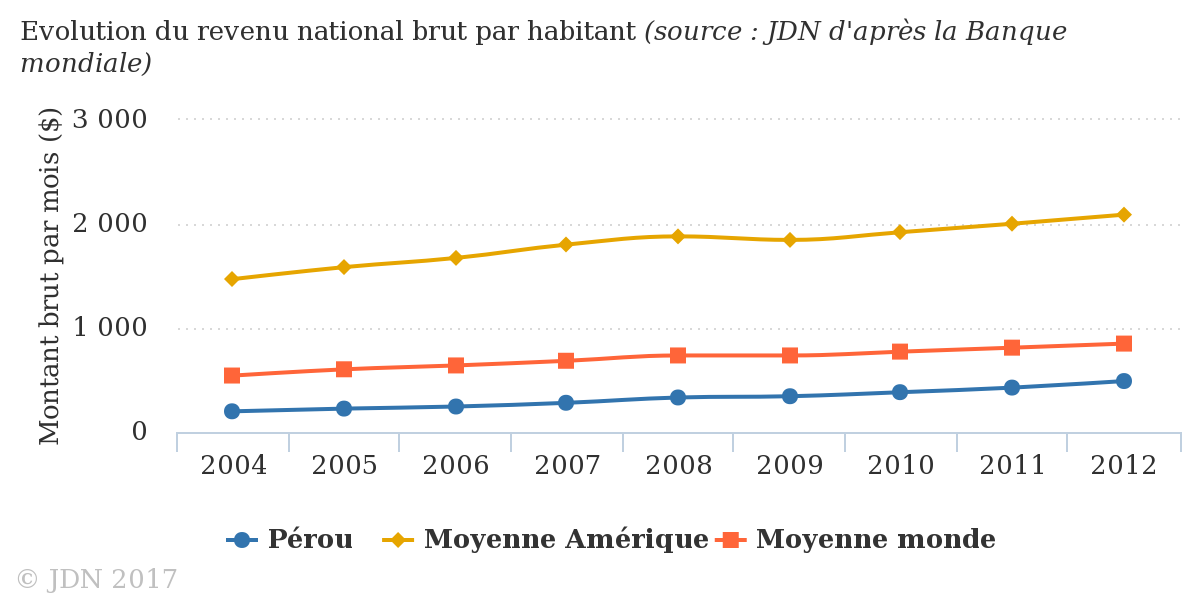 Evolution du revenu national brut par habitant (source : JDN d'après la Banque
mondiale)
Montant brut par mois ($)
3 000
2 000
1 000
0
2004 2005 2006 2007 2008 2009 2010 2011 2012
Pérou Moyenne Amérique Moyenne monde
© JDN 2017